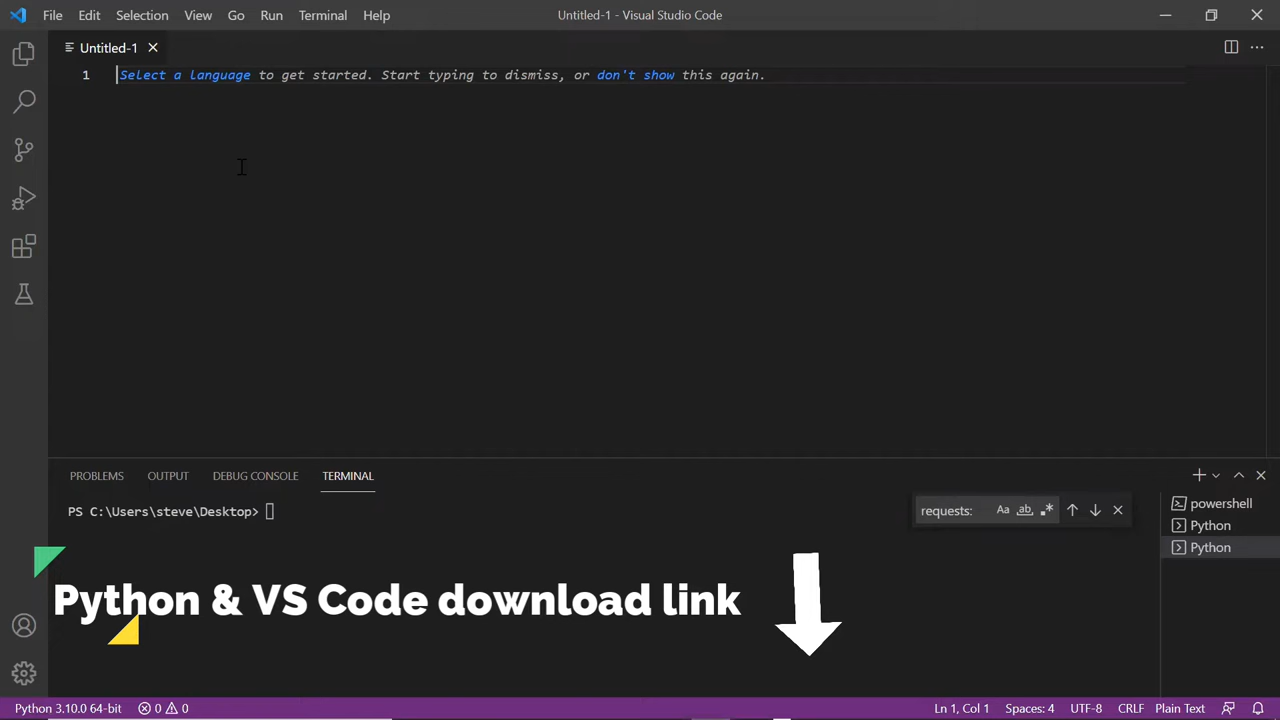 File Edit Selection View Go Run Terminal Help Untitled-1 - Visual Studio Code
Untitled-1
1 Select a language to get started. Start typing to dismiss, or don't show this again.
PROBLEMS OUTPUT DEBUG CONSOLE TERMINAL
PS C:\Users\steve\Desktop>
requests: Aa ab
powershell
Python
Python
Python & VS Code download link
Python 3.10.0 64-bit 0 0 Ln 1, Col 1 Spaces: 4 UTF-8 CRLF Plain Text